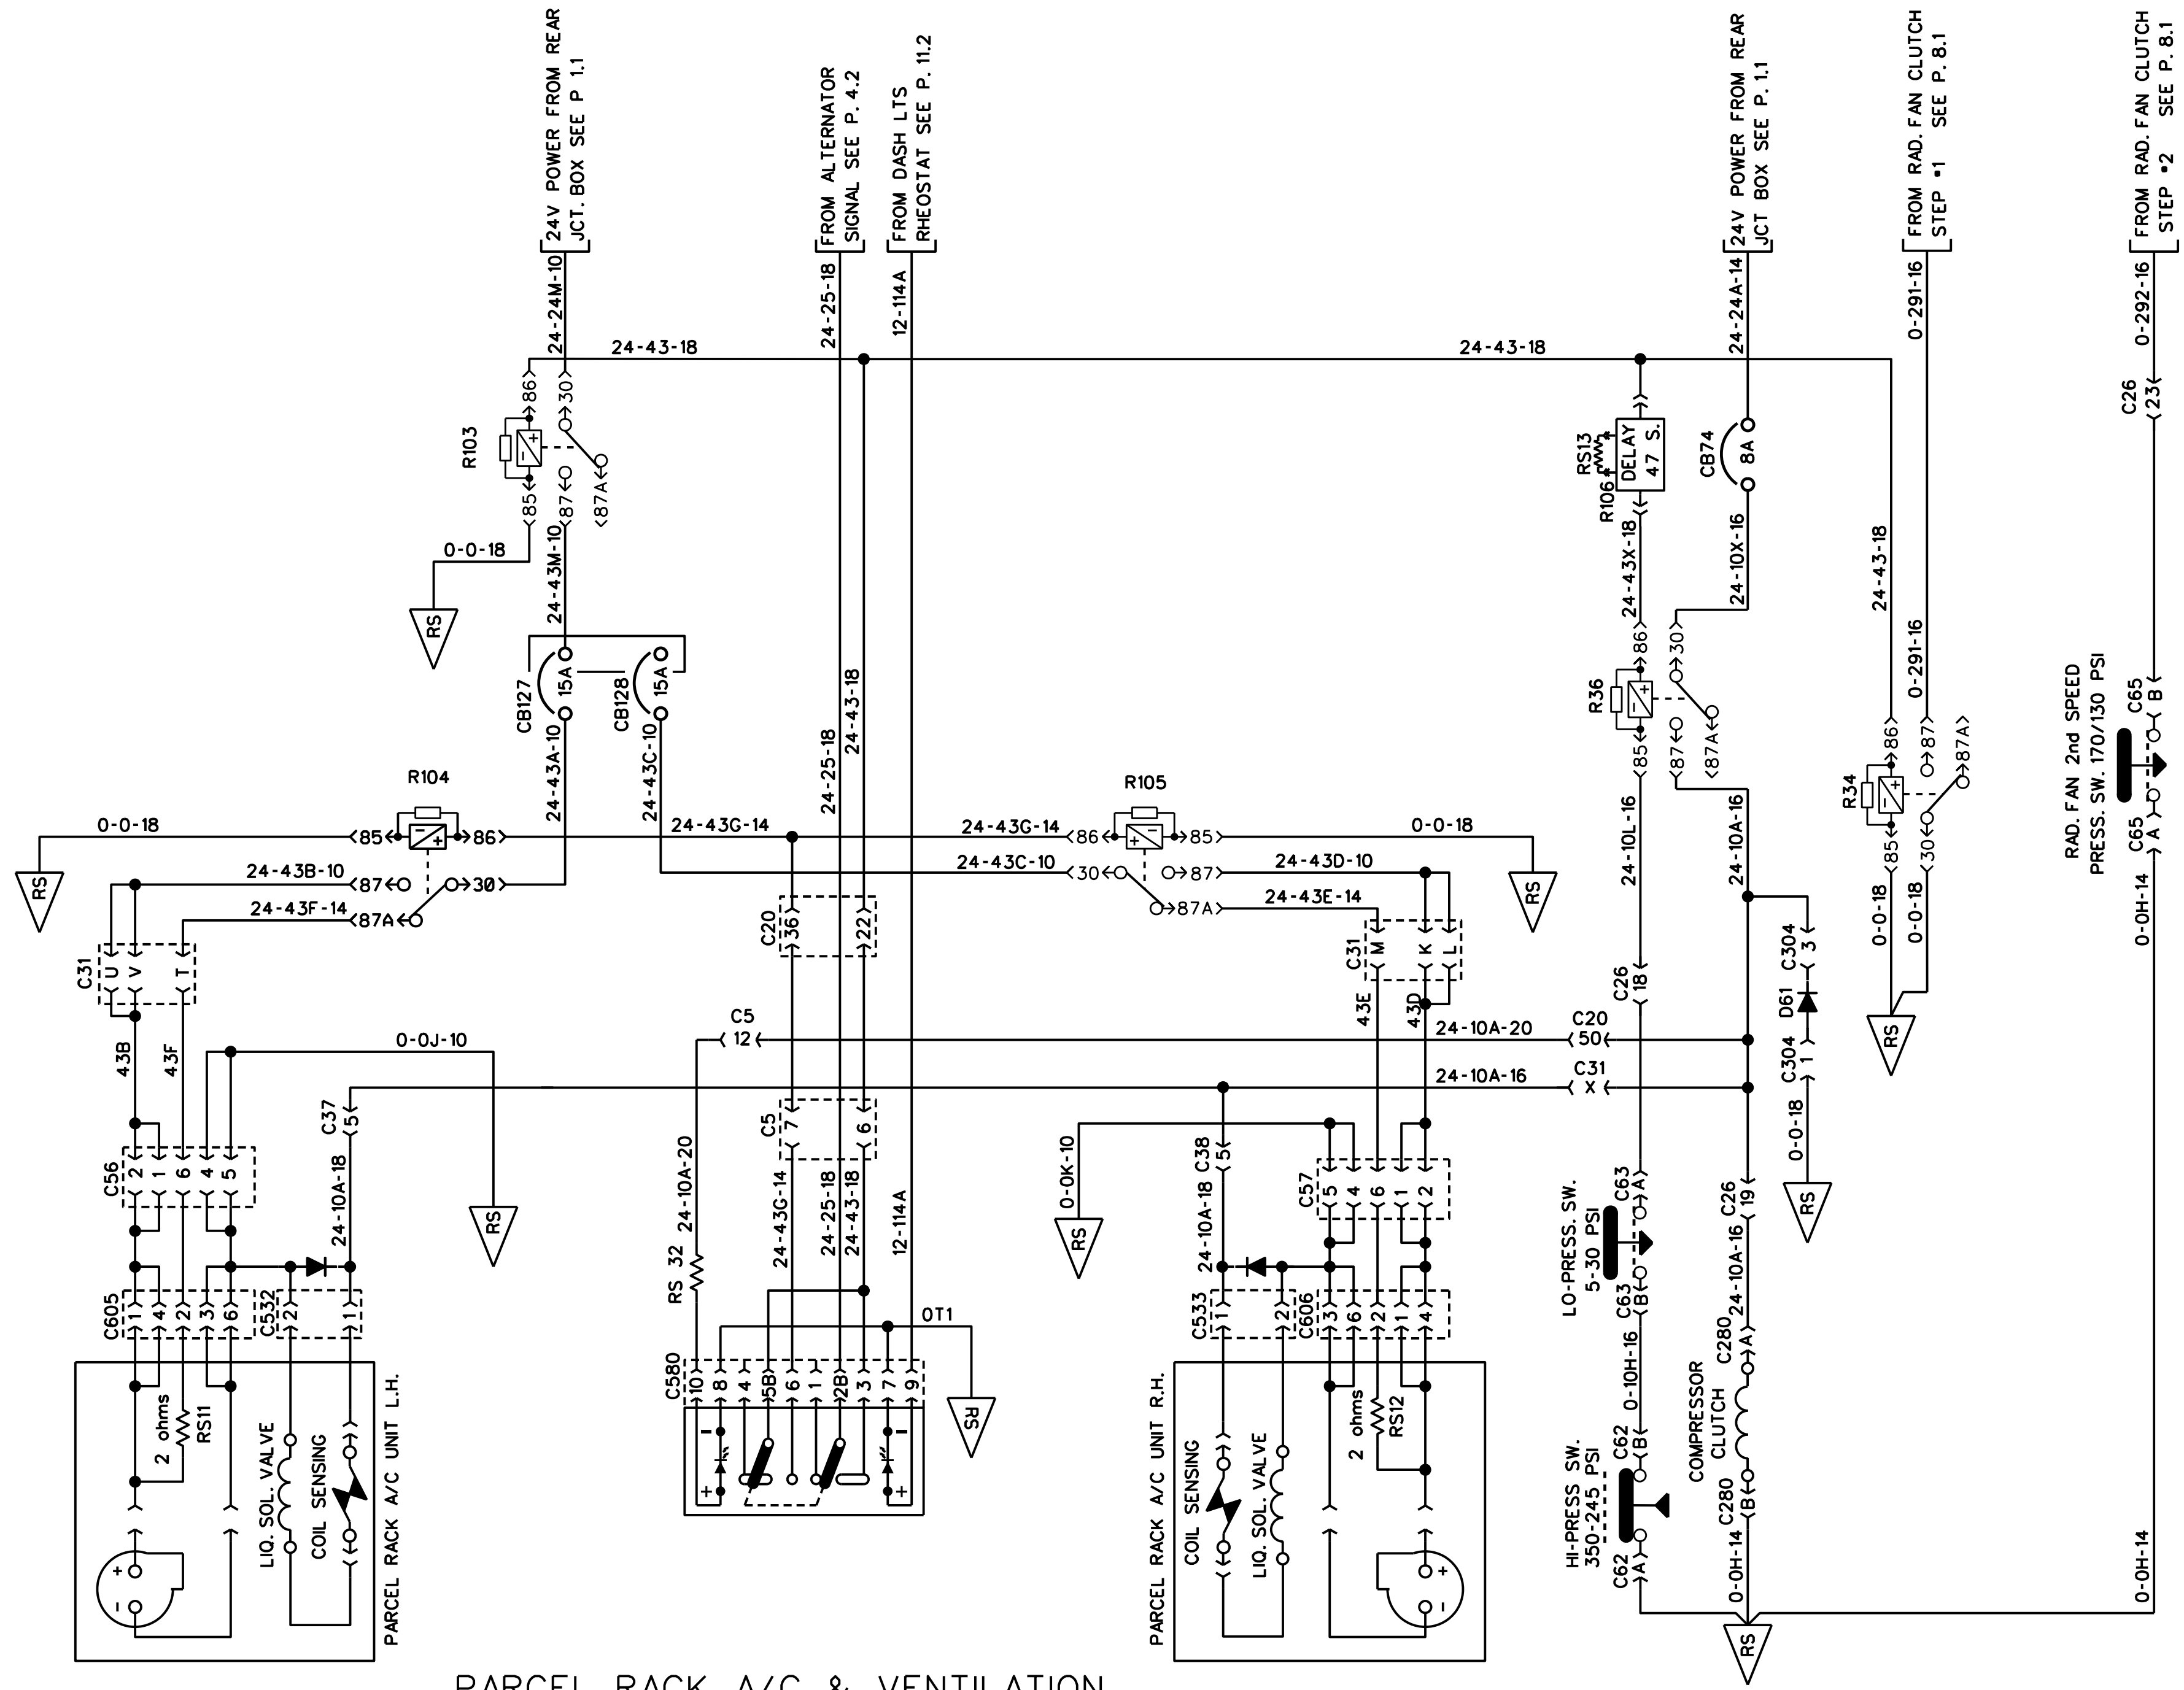 24V POWER FROM REAR
JCT. BOX SEE P 1.1
FROM ALTERNATOR
SIGNAL SEE P. 4.2
FROM DASH LTS
RHEOSTAT SEE P. 11.2
24V POWER FROM REAR
JCT BOX SEE P. 1.1
FROM RAD. FAN CLUTCH
STEP •1 SEE P. 8.1
FROM RAD. FAN CLUTCH
STEP •2 SEE P. 8.1
24-24M-10
24-25-18
12-114A
24-24A-14
0-291-16
0-292-16
24-43-18
24-43-18
C26
23
R103
86
30
85
87
87A
0-0-18
RS
24-43M-10
RS13
R106
DELAY
47 S.
CB74
8A
24-43X-18
24-10X-16
24-43-18
0-291-16
CB127
15A
CB128
15A
24-43A-10
24-43C-10
24-25-18
24-43-18
R36
86
30
85
87
87A
R34
86
87
87A
85
30
RAD. FAN 2nd SPEED
PRESS. SW. 170/130 PSI
C65
B
C65
A
R104
0-0-18
85
86
24-43G-14
RS
24-43B-10
87
30
24-43F-14
87A
R105
24-43G-14
86
85
0-0-18
24-43C-10
30
87
24-43D-10
87A
24-43E-14
RS
24-10L-16
24-10A-16
0-0-18
0-0-18
0-0H-14
C31
U
V
T
C20
36
22
C31
M
K
L
C26
18
C304
3
D61
C304
1
RS
43B
43F
0-0J-10
C5
12
43E
43D
24-10A-20
C20
50
24-10A-16
C31
X
0-0-18
RS
C37
5
C56
2
1
6
4
5
24-10A-18
RS
24-10A-20
RS 32
C5
7
6
24-43G-14
24-25-18
24-43-18
12-114A
0-0K-10
RS
C38
5
24-10A-18
C57
5
4
6
1
2
LO-PRESS. SW.
5-30 PSI
C63
A
C63
B
C26
19
24-10A-16
C605
1
4
2
3
6
C532
2
1
0T1
C580
10
8
4
5B
6
1
2B
3
7
9
RS
C533
1
2
C606
3
6
2
1
4
0-10H-16
C280
A
2 ohms
RS11
LIQ. SOL. VALVE
COIL SENSING
PARCEL RACK A/C UNIT L.H.
+
-
-
+
-
+
PARCEL RACK A/C UNIT R.H.
COIL SENSING
LIQ. SOL. VALVE
2 ohms
RS12
+
-
HI-PRESS SW.
350-245 PSI
C62
B
C62
A
COMPRESSOR
CLUTCH
C280
B
0-0H-14
0-0H-14
RS
PARCEL RACK A/C & VENTILATION